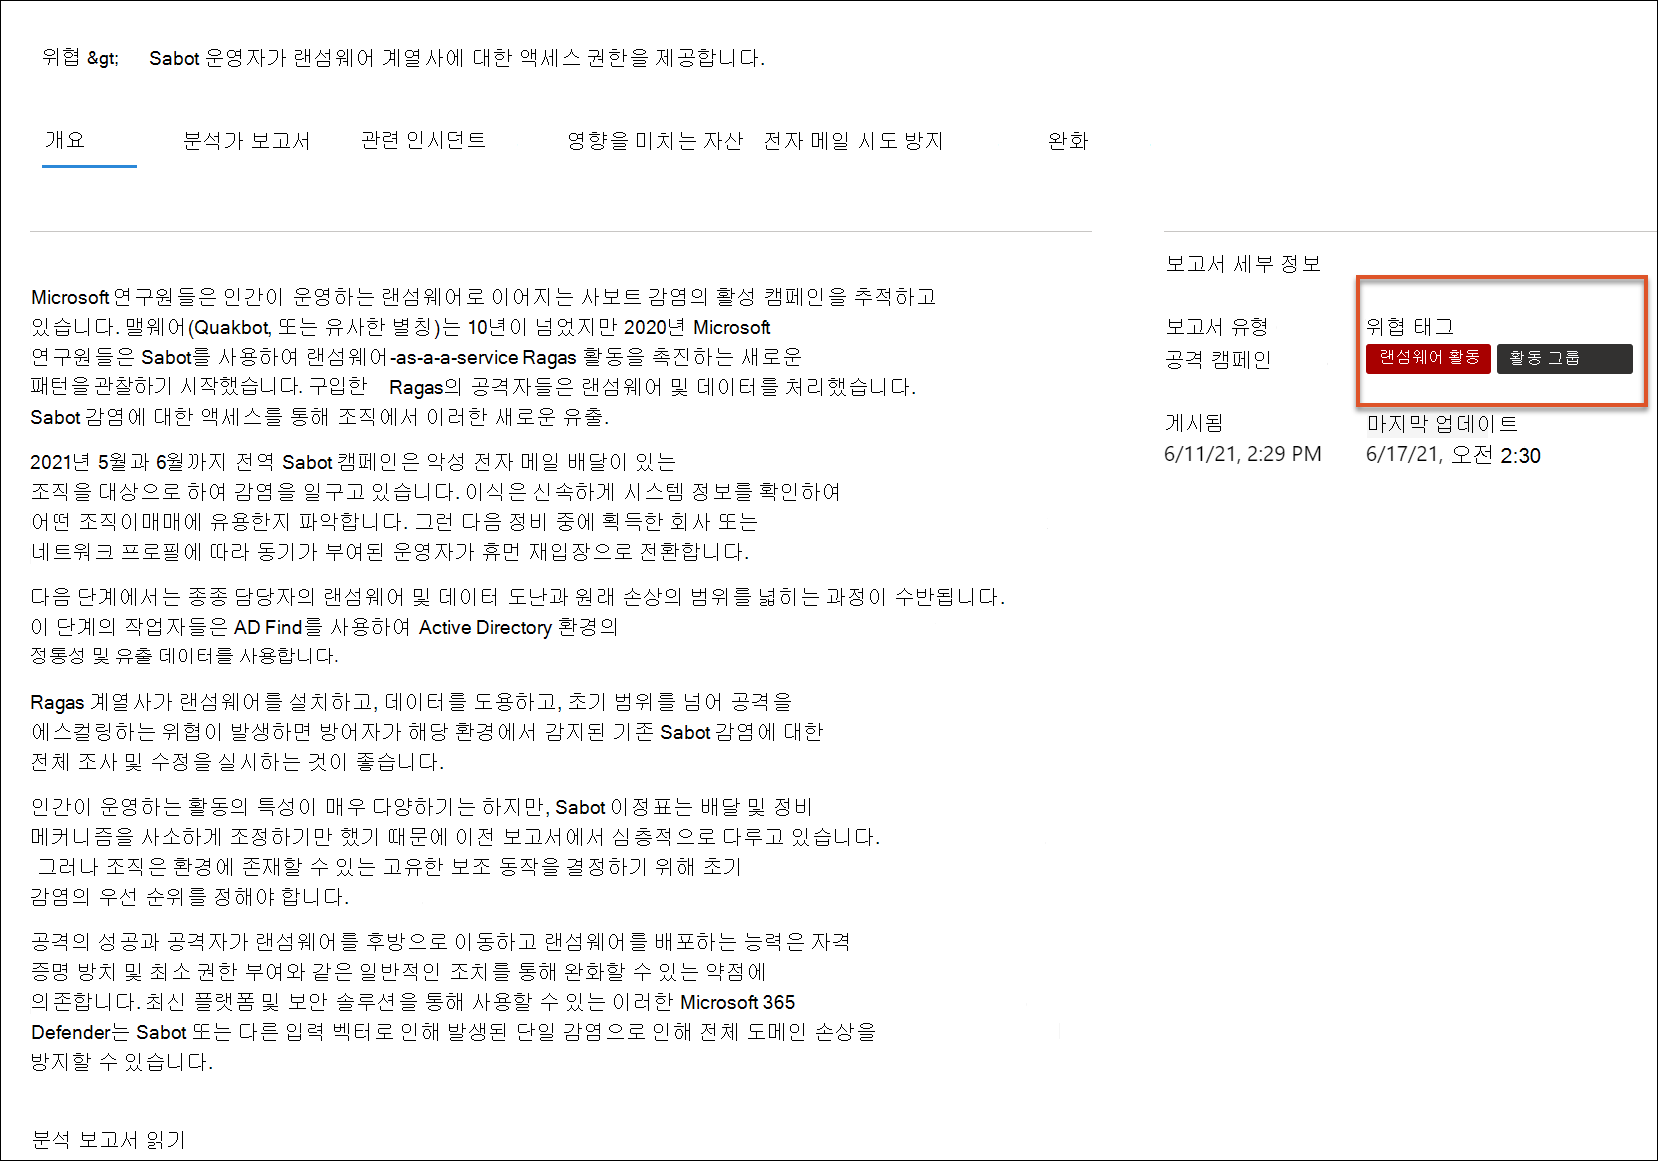 위협 &gt; Sabot 운영자가 랜섬웨어 계열사에 대한 액세스 권한을 제공합니다.
개요 분석가 보고서 관련 인시던트 영향을 미치는 자산 전자 메일 시도 방지 완화
Microsoft 연구원들은 인간이 운영하는 랜섬웨어로 이어지는 사보트 감염의 활성 캠페인을 추적하고
있습니다. 맬웨어(Quakbot, 또는 유사한 별칭)는 10년이 넘었지만 2020년 Microsoft
연구원들은 Sabot를 사용하여 랜섬웨어-as-a-a-service Ragas 활동을 촉진하는 새로운
패턴을 관찰하기 시작했습니다. 구입한 Ragas의 공격자들은 랜섬웨어 및 데이터를 처리했습니다.
Sabot 감염에 대한 액세스를 통해 조직에서 이러한 새로운 유출.
2021년 5월과 6월까지 전역 Sabot 캠페인은 악성 전자 메일 배달이 있는
조직을 대상으로 하여 감염을 일구고 있습니다. 이식은 신속하게 시스템 정보를 확인하여
어떤 조직이매매에 유용한지 파악합니다. 그런 다음 정비 중에 획득한 회사 또는
네트워크 프로필에 따라 동기가 부여된 운영자가 휴먼 재입장으로 전환합니다.
다음 단계에서는 종종 담당자의 랜섬웨어 및 데이터 도난과 원래 손상의 범위를 넓히는 과정이 수반됩니다.
이 단계의 작업자들은 AD Find를 사용하여 Active Directory 환경의
정통성 및 유출 데이터를 사용합니다.
Ragas 계열사가 랜섬웨어를 설치하고, 데이터를 도용하고, 초기 범위를 넘어 공격을
에스컬링하는 위협이 발생하면 방어자가 해당 환경에서 감지된 기존 Sabot 감염에 대한
전체 조사 및 수정을 실시하는 것이 좋습니다.
인간이 운영하는 활동의 특성이 매우 다양하기는 하지만, Sabot 이정표는 배달 및 정비
메커니즘을 사소하게 조정하기만 했기 때문에 이전 보고서에서 심층적으로 다루고 있습니다.
그러나 조직은 환경에 존재할 수 있는 고유한 보조 동작을 결정하기 위해 초기
감염의 우선 순위를 정해야 합니다.
공격의 성공과 공격자가 랜섬웨어를 후방으로 이동하고 랜섬웨어를 배포하는 능력은 자격
증명 방치 및 최소 권한 부여와 같은 일반적인 조치를 통해 완화할 수 있는 약점에
의존합니다. 최신 플랫폼 및 보안 솔루션을 통해 사용할 수 있는 이러한 Microsoft 365
Defender는 Sabot 또는 다른 입력 벡터로 인해 발생된 단일 감염으로 인해 전체 도메인 손상을
방지할 수 있습니다.
분석 보고서 읽기
보고서 세부 정보
보고서 유형 위협 태그
공격 캠페인 랜섬웨어 활동 활동 그룹
게시됨 마지막 업데이트
6/11/21, 2:29 PM 6/17/21, 오전 2:30